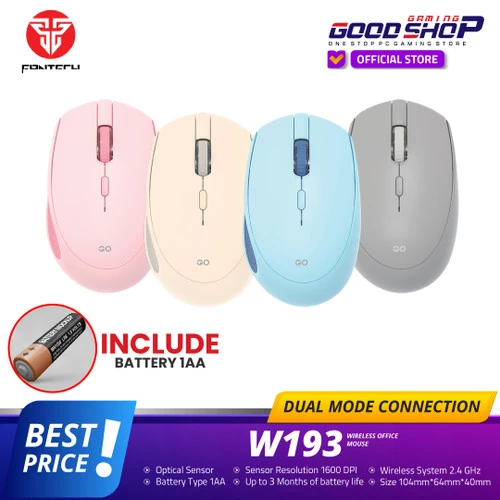 FANTECH
GAMING
GOOD SHOP
ONE STOP PC GAMING STORE
OFFICIAL STORE
GO
GO
GO
GO
INCLUDE
BATTERY 1AA
DUAL MODE CONNECTION
BEST
PRICE!
W193 WIRELESS OFFICE
MOUSE
• Optical Sensor
• Sensor Resolution 1600 DPI
• Wireless System 2.4 GHz
• Battery Type 1AA
• Up to 3 Months of battery life
• Size 104mm*64mm*40mm